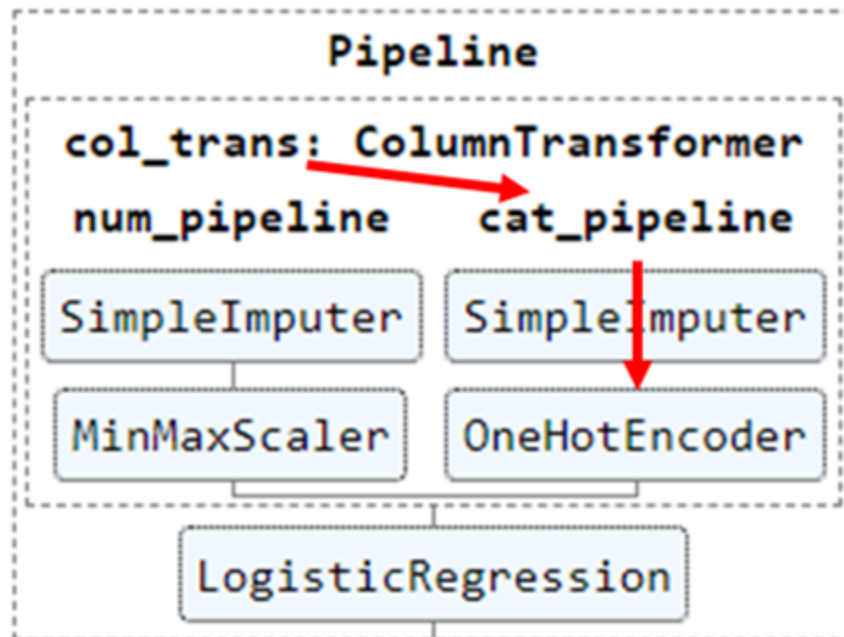 Pipeline
col_trans: ColumnTransformer
num_pipeline cat_pipeline
SimpleImputer SimpleImputer
MinMaxScaler OneHotEncoder
LogisticRegression